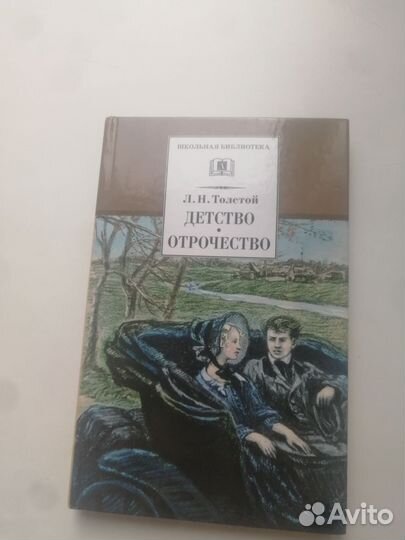 ШКОЛЬНАЯ БИБЛИОТЕКА
Л. Н. Толстой
ДЕТСТВО
•
ОТРОЧЕСТВО
Avito